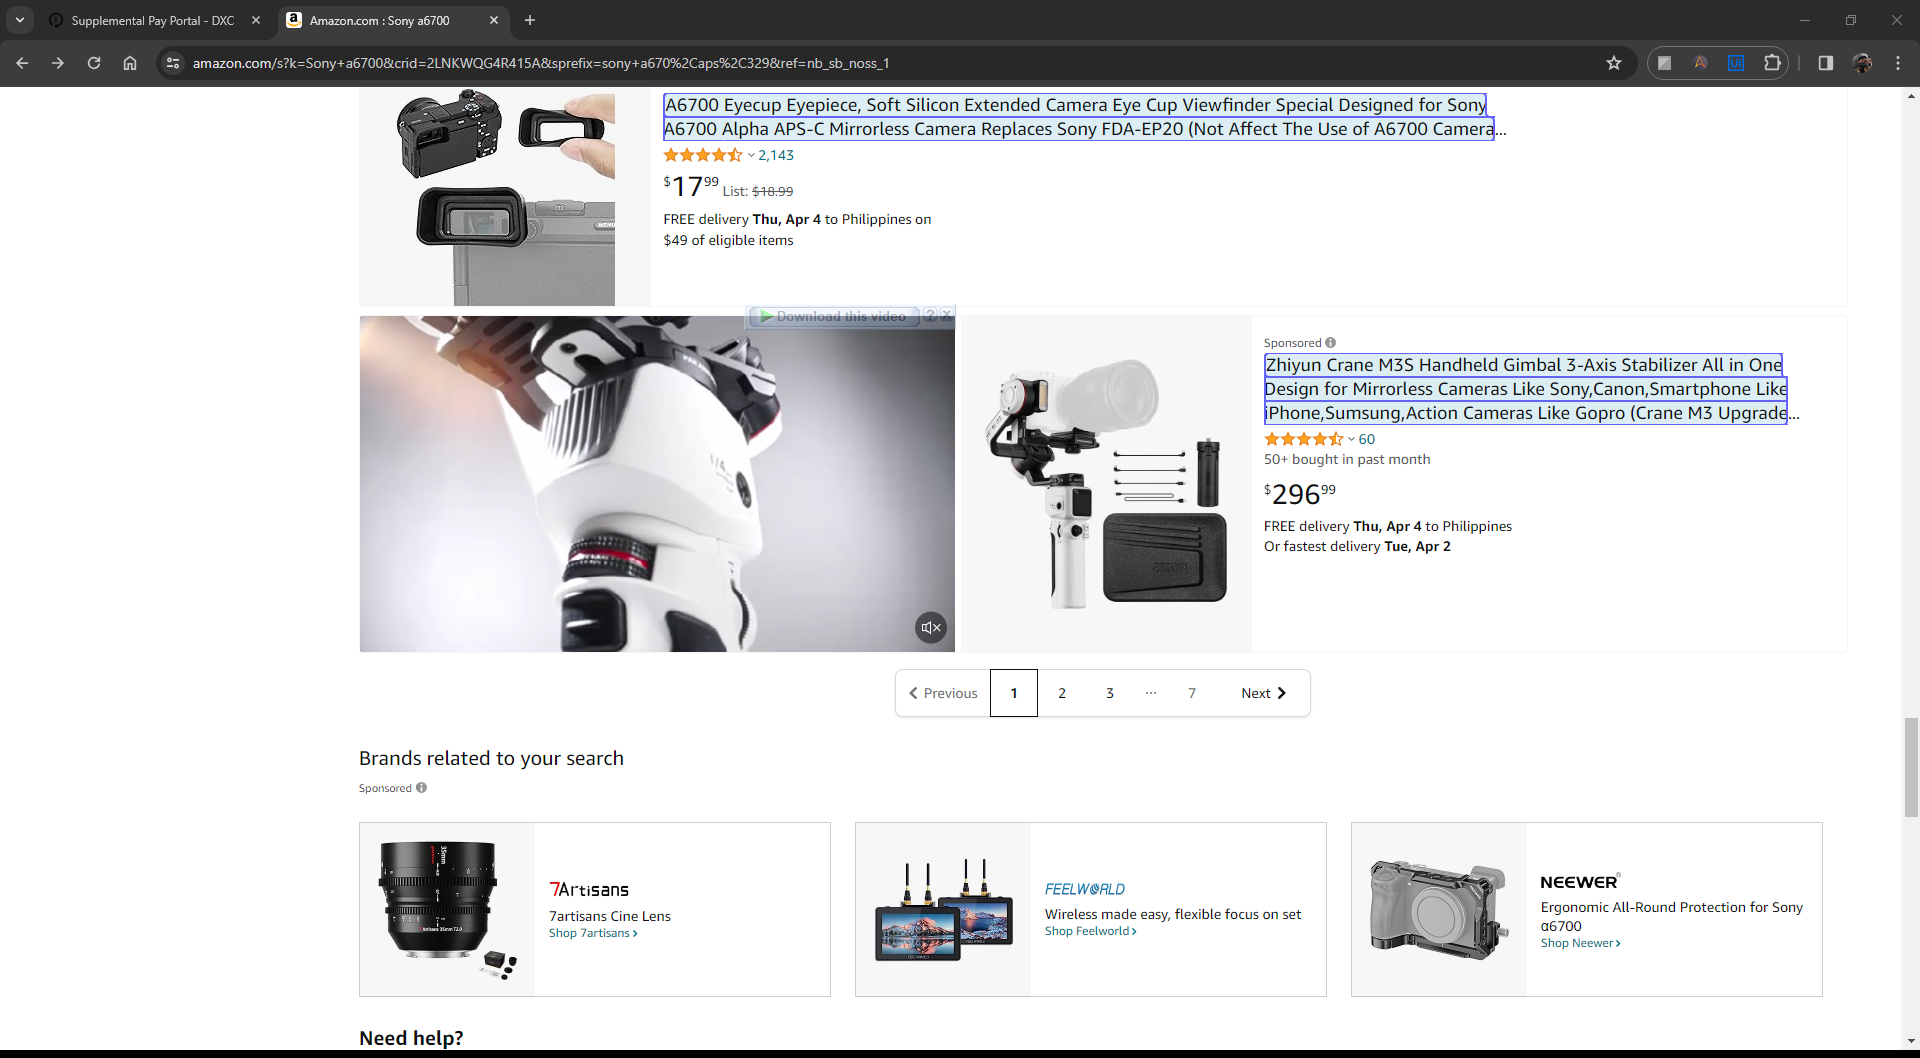 Supplemental Pay Portal - DXC
Amazon.com : Sony a6700
amazon.com/s?k=Sony+a6700&crid=2LNKWQG4R415A&sprefix=sony+a670%2Caps%2C329&ref=nb_sb_noss_1
A6700 Eyecup Eyepiece, Soft Silicon Extended Camera Eye Cup Viewfinder Special Designed for Sony
A6700 Alpha APS-C Mirrorless Camera Replaces Sony FDA-EP20 (Not Affect The Use of A6700 Camera...
2,143
$17.99 List: $18.99
FREE delivery Thu, Apr 4 to Philippines on
$49 of eligible items
MENU
Download this video
Sponsored
Zhiyun Crane M3S Handheld Gimbal 3-Axis Stabilizer All in One
Design for Mirrorless Cameras Like Sony,Canon,Smartphone Like
iPhone,Sumsung,Action Cameras Like Gopro (Crane M3 Upgrade...
60
50+ bought in past month
$296.99
FREE delivery Thu, Apr 4 to Philippines
Or fastest delivery Tue, Apr 2
Previous 1 2 3 ... 7 Next
Brands related to your search
Sponsored
35mm
7Artisans
7artisans Cine Lens
Shop 7artisans
FEELWORLD
Wireless made easy, flexible focus on set
Shop Feelworld
NEEWER®
Ergonomic All-Round Protection for Sony
α6700
Shop Neewer
Need help?